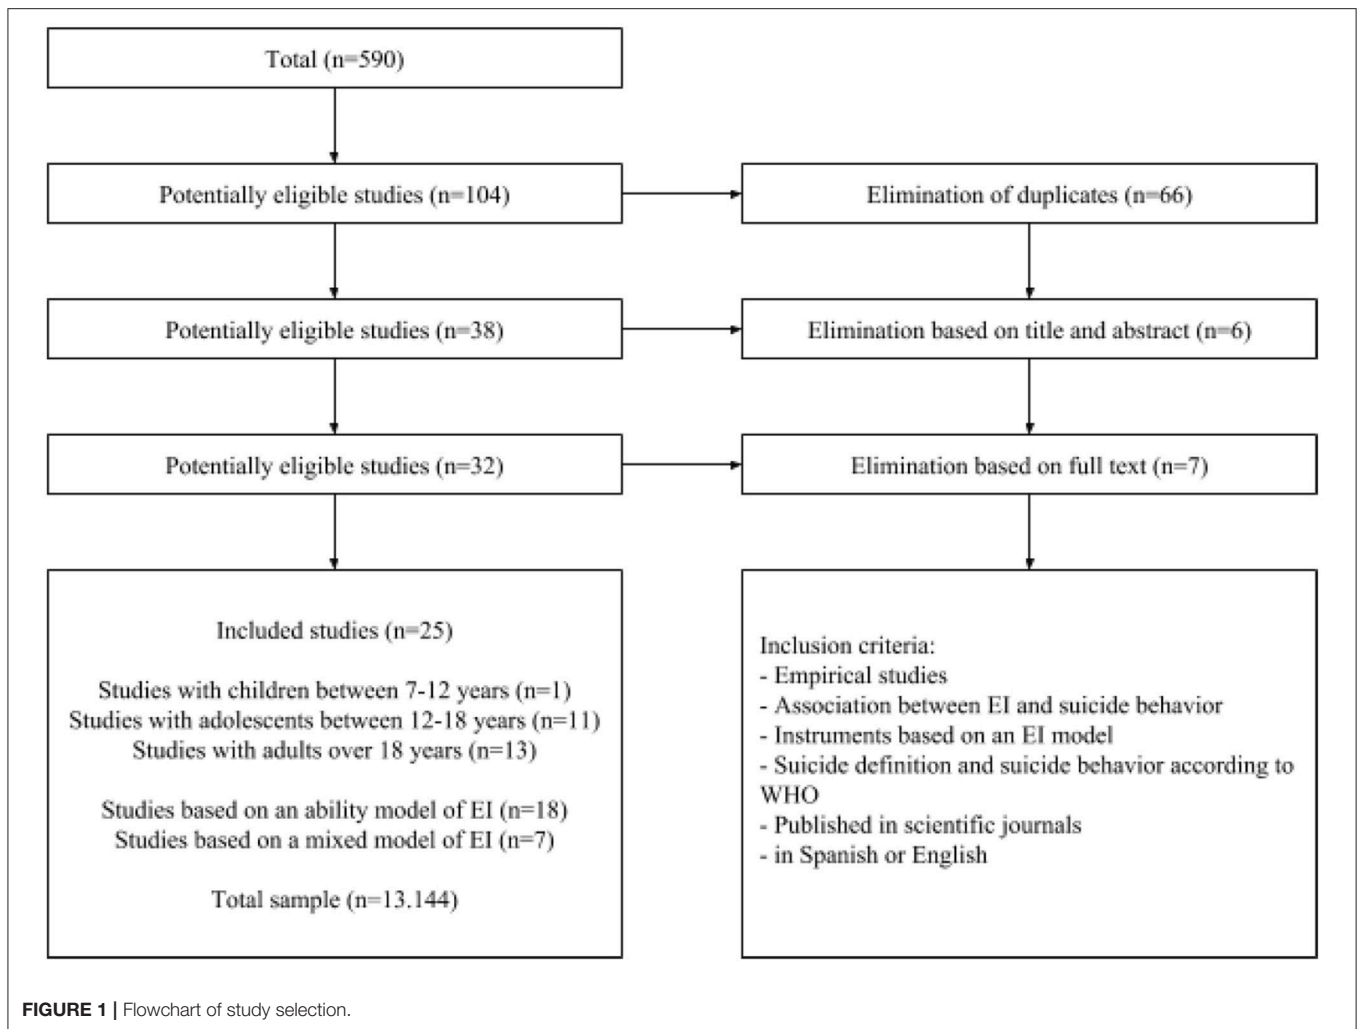 Total (n=590)
Potentially eligible studies (n=104)
Elimination of duplicates (n=66)
Potentially eligible studies (n=38)
Elimination based on title and abstract (n=6)
Potentially eligible studies (n=32)
Elimination based on full text (n=7)
Included studies (n=25)
Studies with children between 7-12 years (n=1)
Studies with adolescents between 12-18 years (n=11)
Studies with adults over 18 years (n=13)
Studies based on an ability model of EI (n=18)
Studies based on a mixed model of EI (n=7)
Total sample (n=13.144)
Inclusion criteria:
- Empirical studies
- Association between EI and suicide behavior
- Instruments based on an EI model
- Suicide definition and suicide behavior according to
WHO
- Published in scientific journals
- in Spanish or English
FIGURE 1 | Flowchart of study selection.